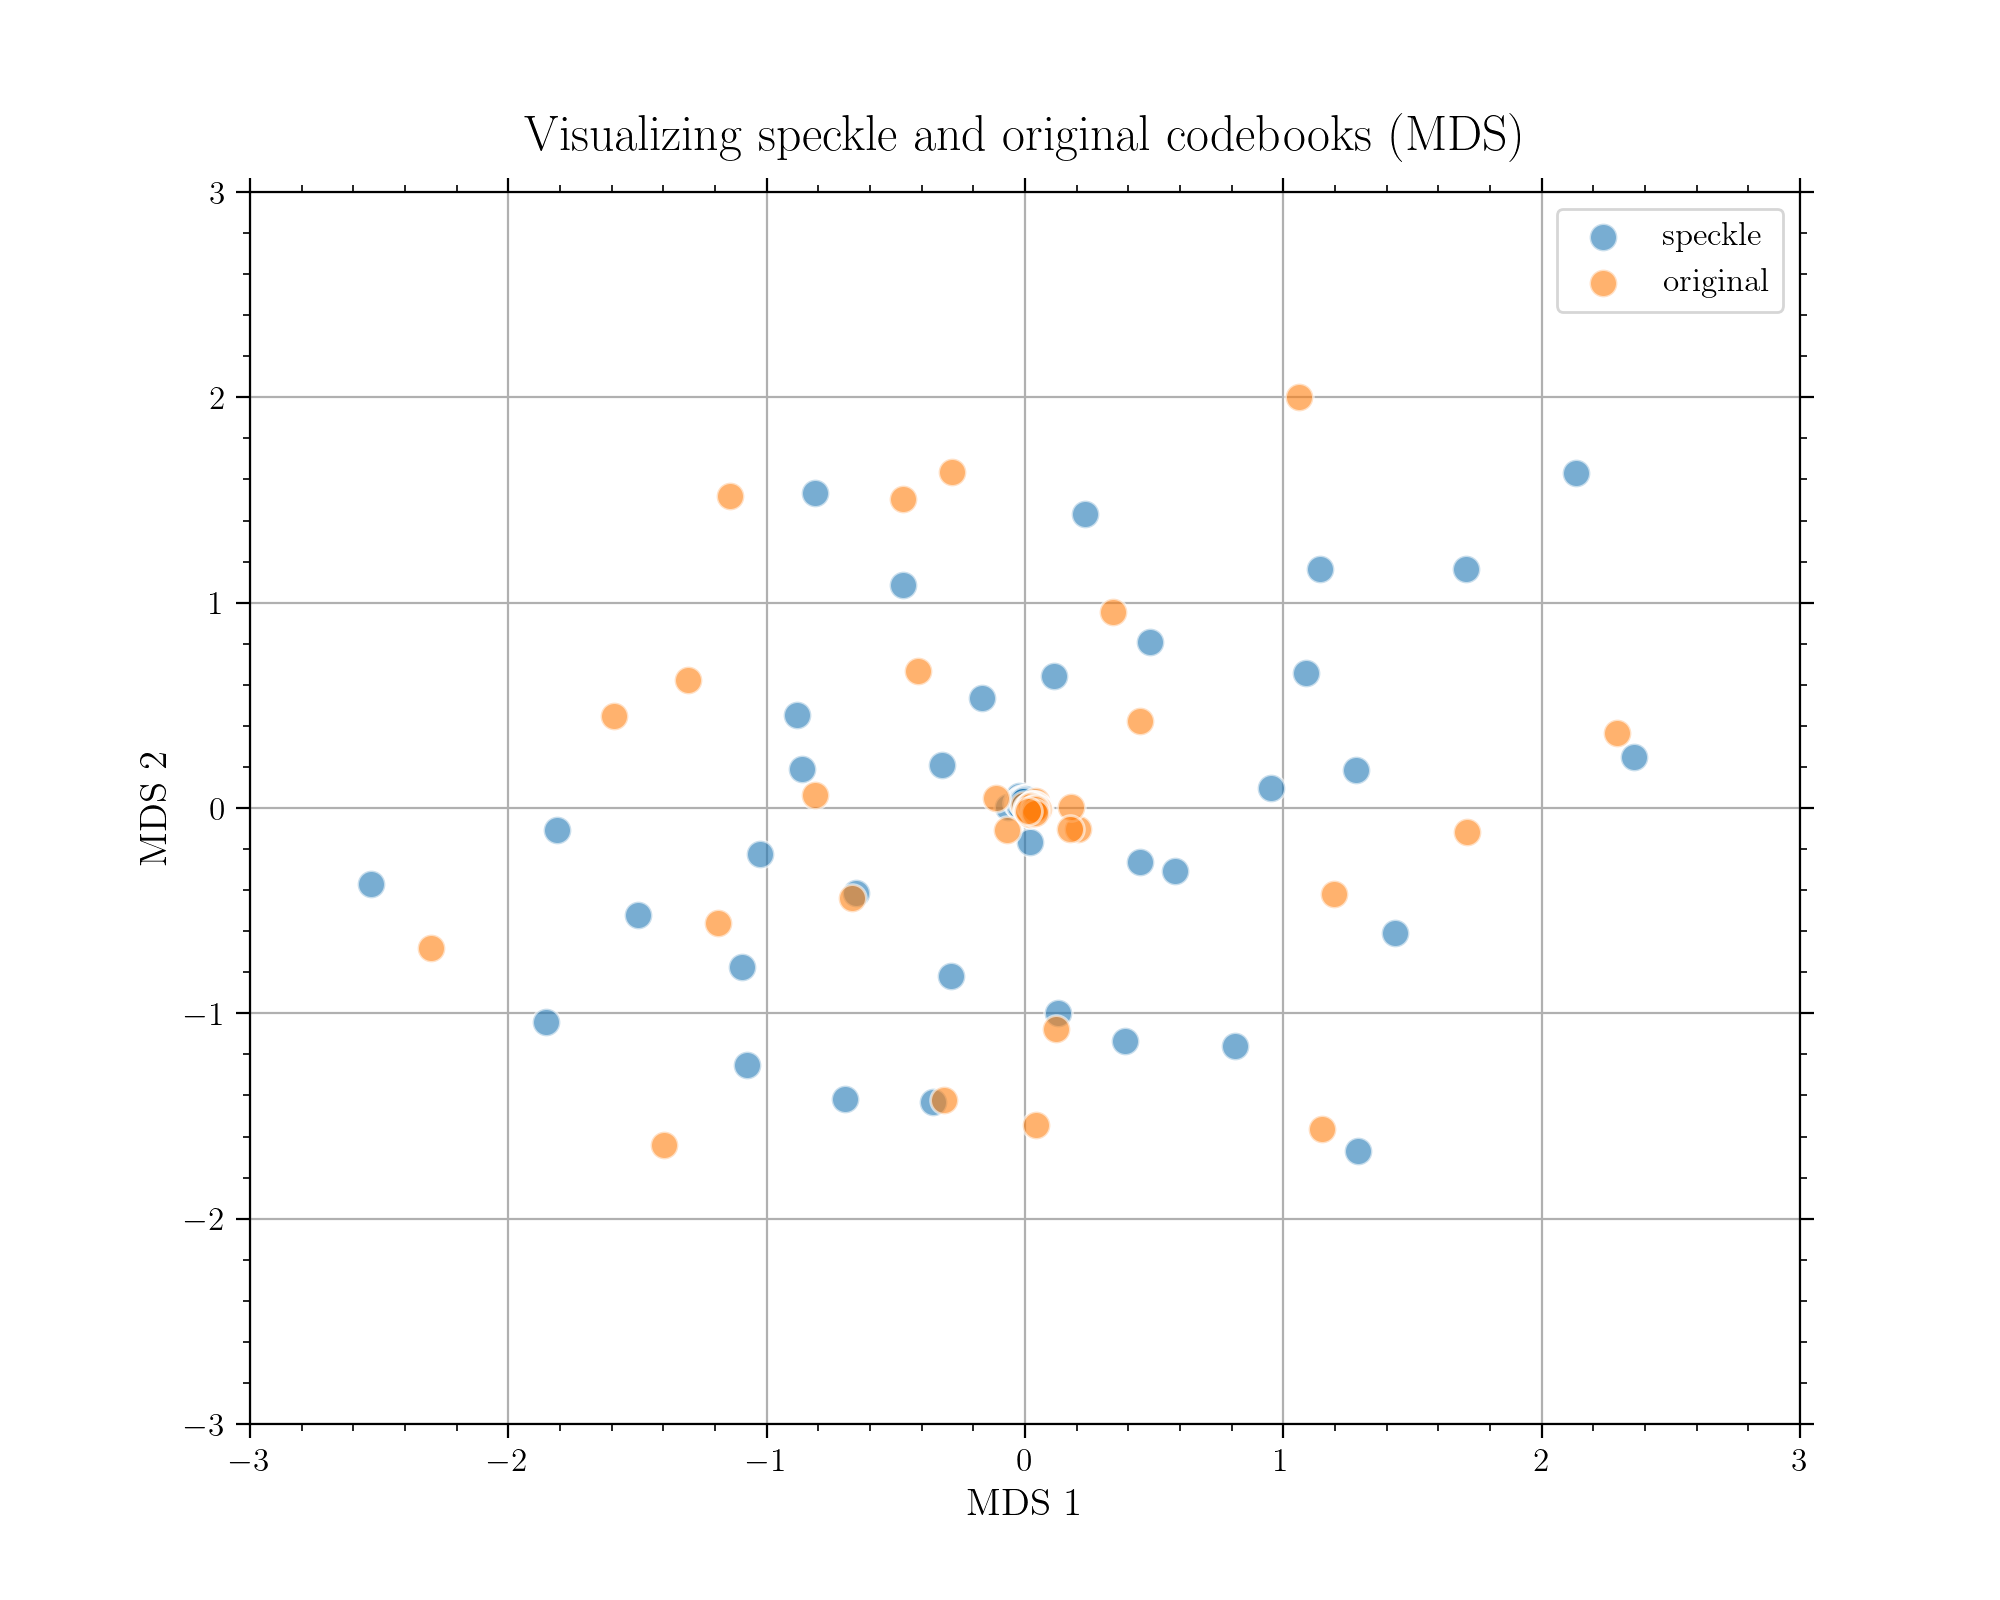 Visualizing speckle and original codebooks (MDS)
speckle
original
3
2
1
0
−1
−2
−3
MDS 2
−3
−2
−1
0
1
2
3
MDS 1